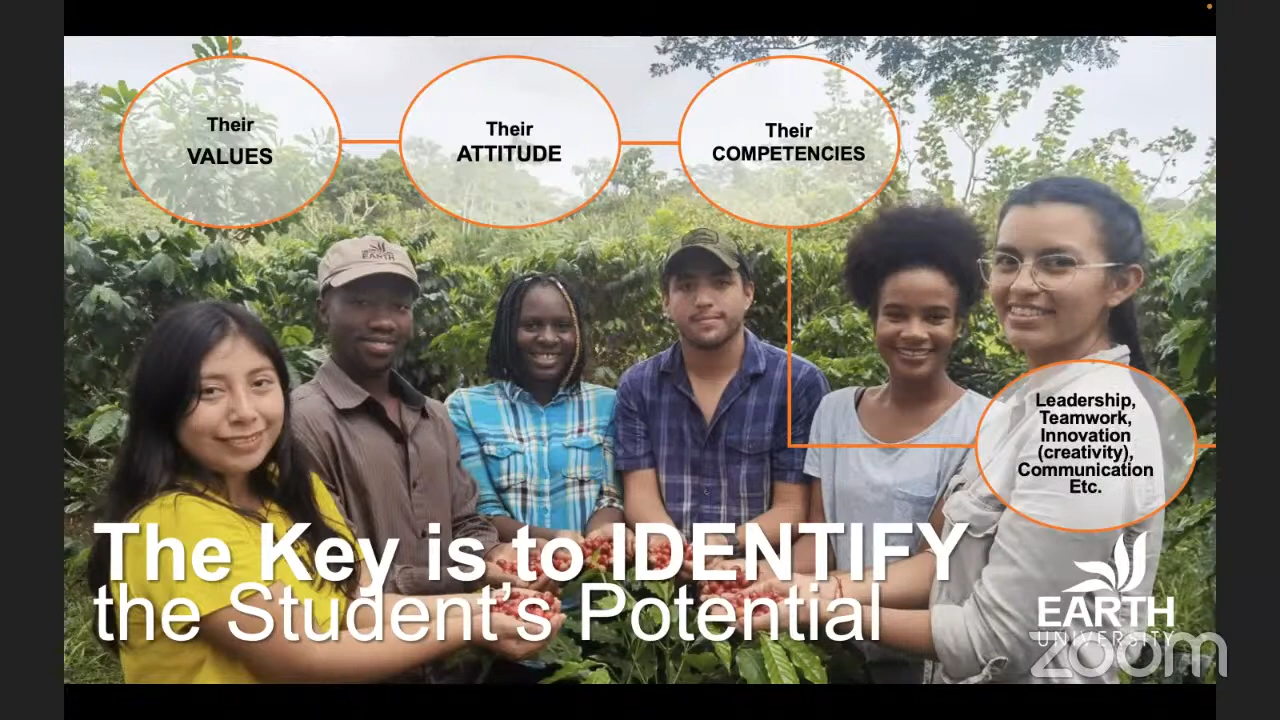 Their
VALUES
Their
ATTITUDE
Their
COMPETENCIES
EARTH
Leadership,
Teamwork,
Innovation
(creativity),
Communication
Etc.
The Key is to IDENTIFY
the Student's Potential
EARTH
UNIVERSITY
zoom